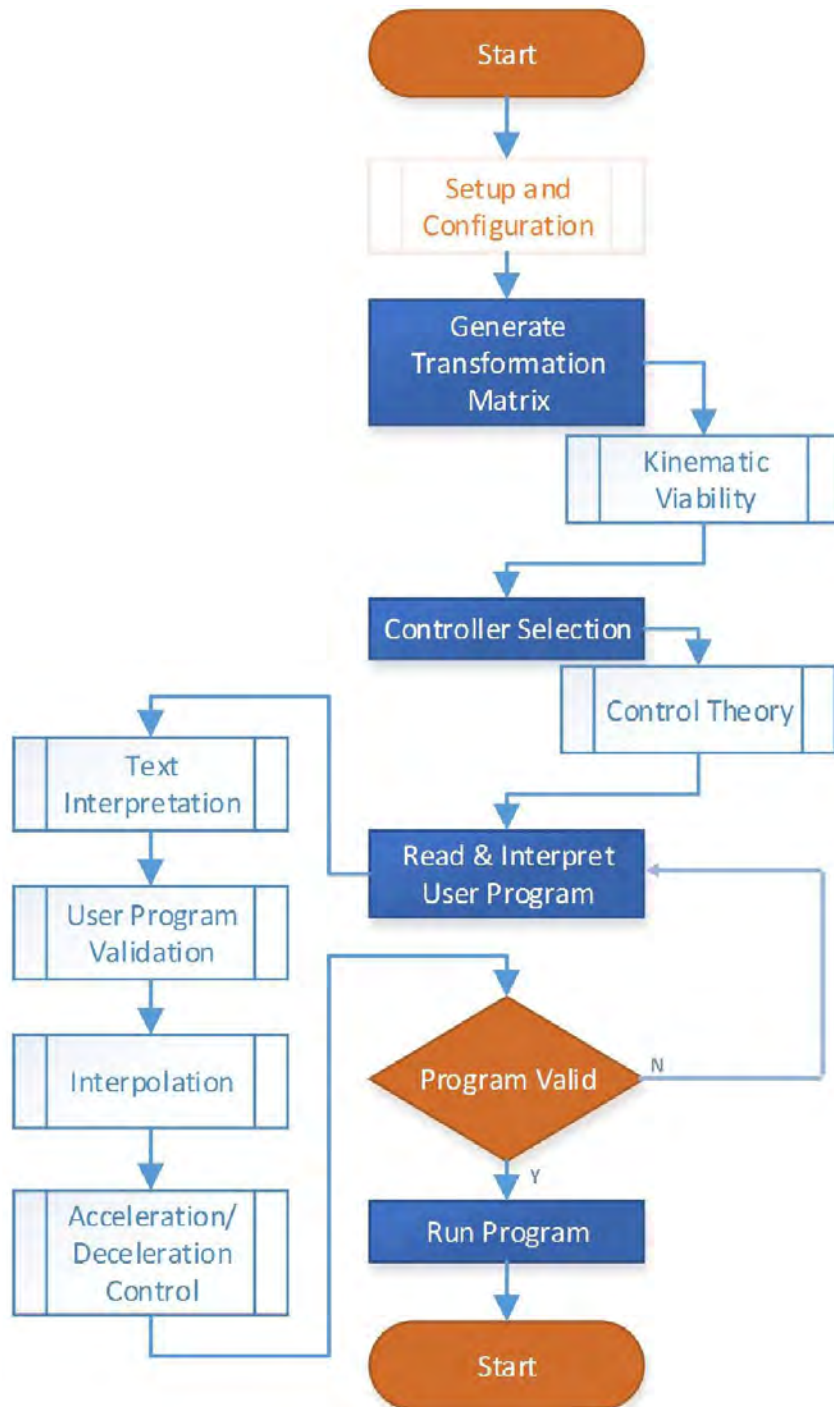 Start
Setup and
Configuration
Generate
Transformation
Matrix
Kinematic
Viability
Controller Selection
Control Theory
Read & Interpret
User Program
Text
Interpretation
User Program
Validation
Interpolation
Acceleration/
Deceleration
Control
Program Valid
N
Y
Run Program
Start